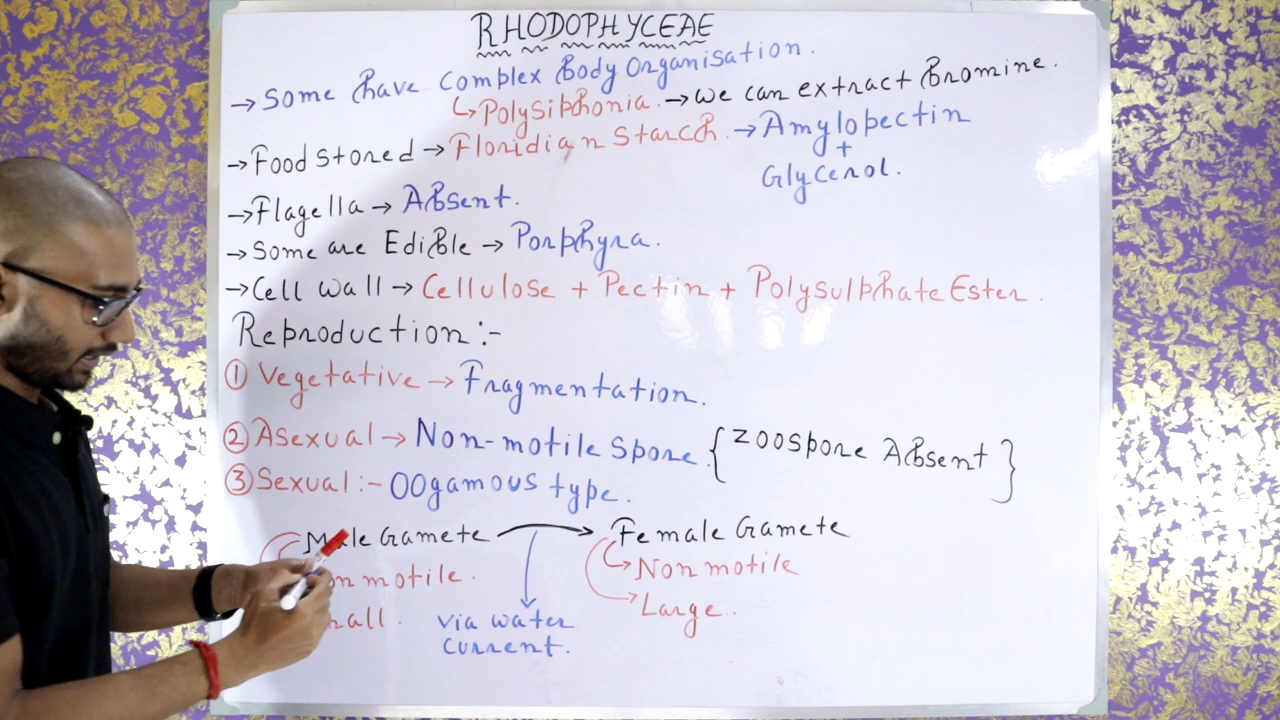 RHODOPHYCEAE
→ Some have Complex Body Organisation.
↳ Polysiphonia. → we can extract Bromine.
→ Food stored → Floridian Starch. → Amylopectin
+
Glycerol.
→ Flagella → Absent.
→ Some are Edible → Porphyra.
→ Cell wall → Cellulose + Pectin + Polysulphate Ester.
Reproduction :-
① Vegetative → Fragmentation.
② Asexual → Non-motile Spore. { zoospore Absent }
③ Sexual :- Oogamous type.
Male Gamete → Female Gamete
motile. Non motile
via water Large.
current.